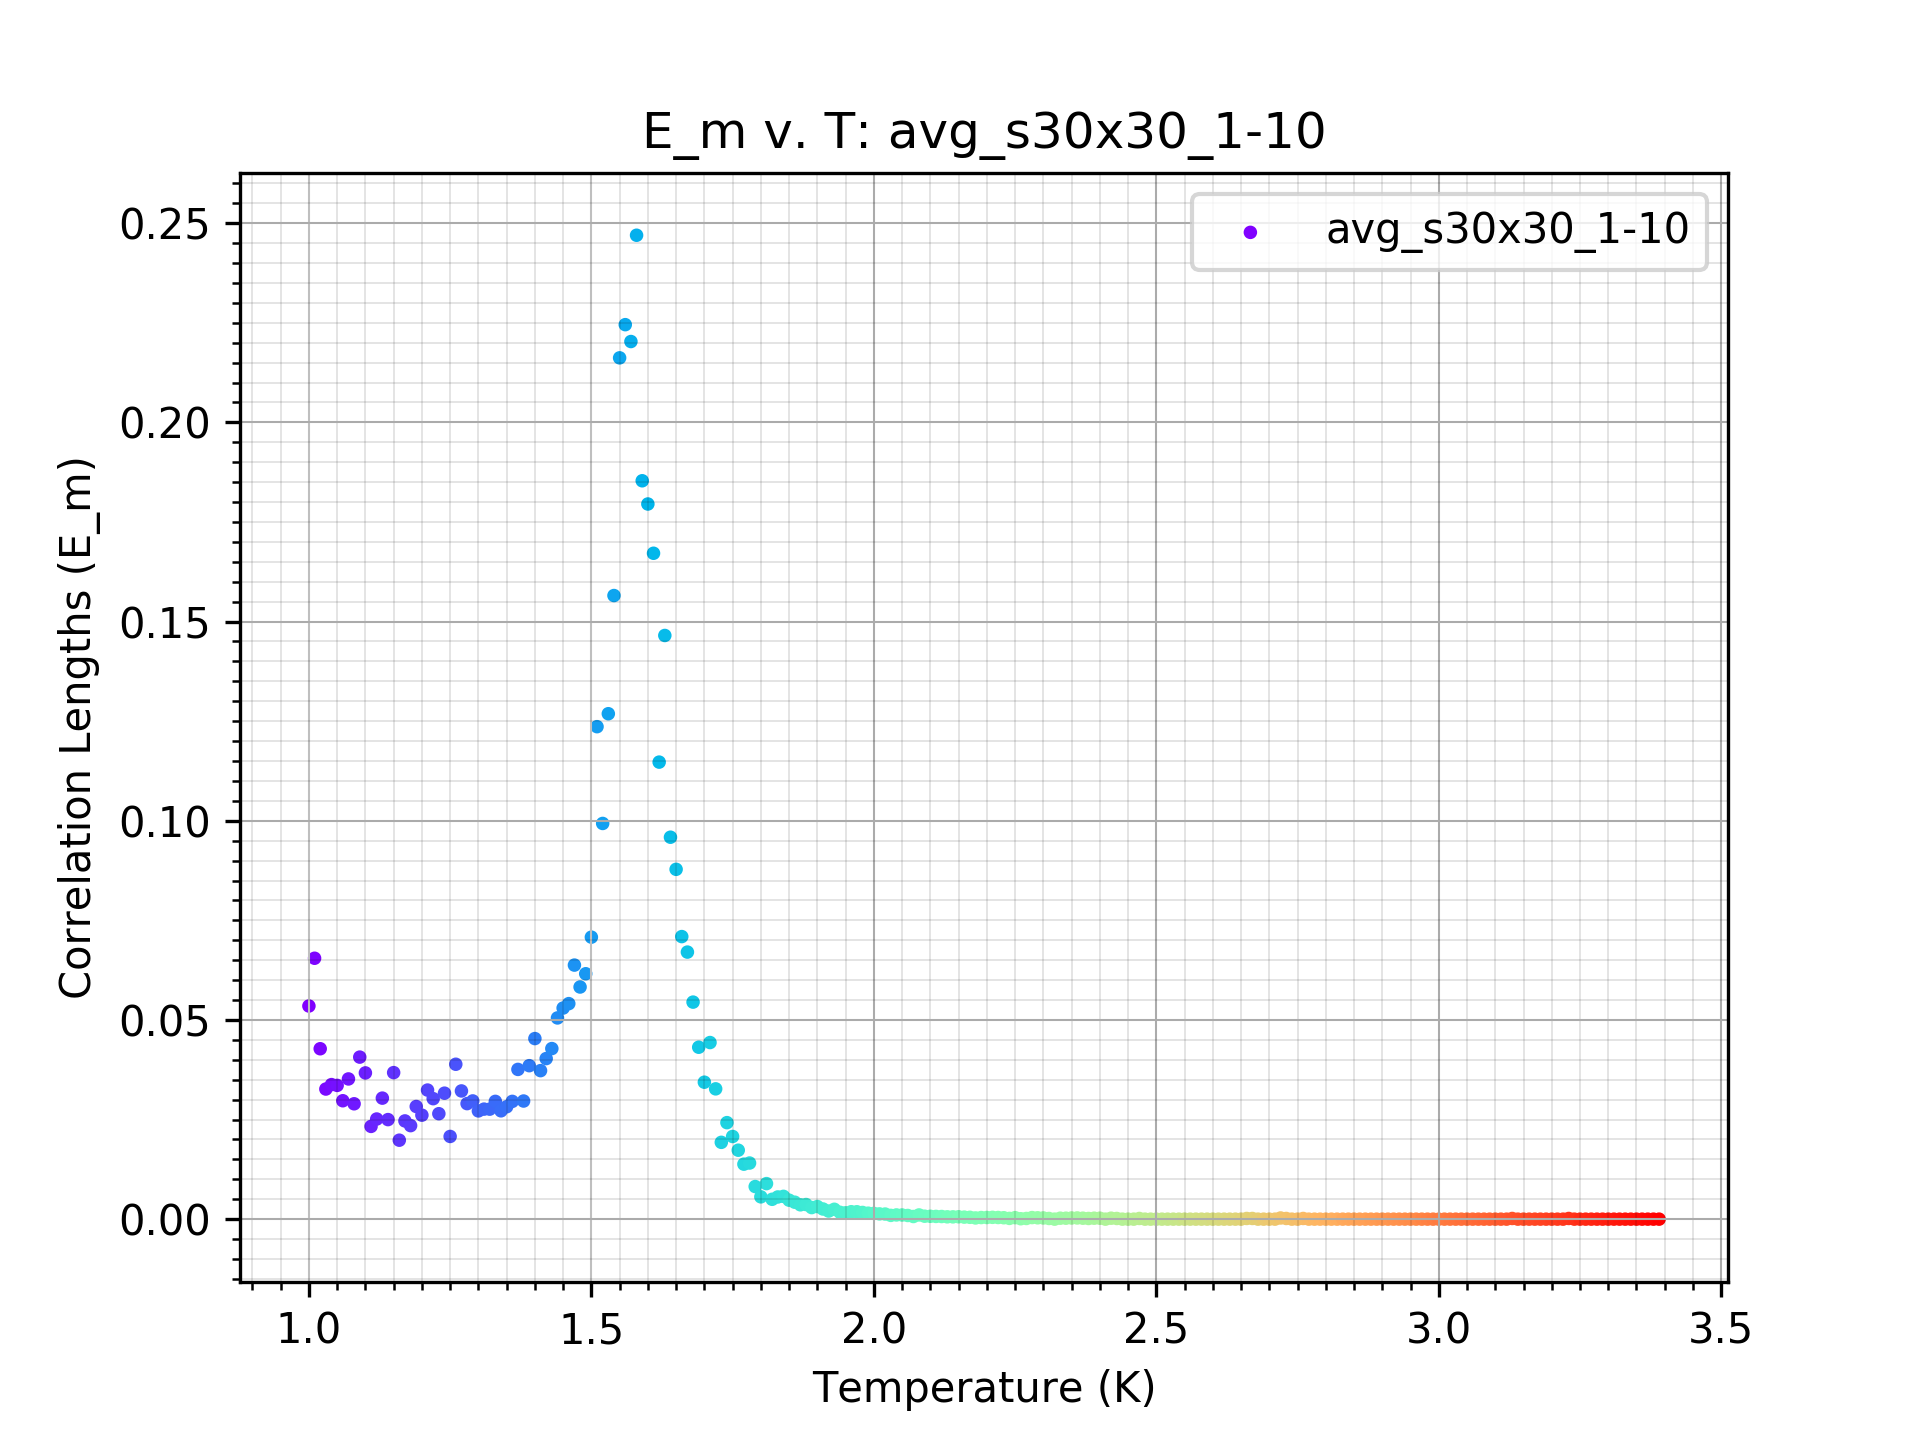 E_m v. T: avg_s30x30_1-10
avg_s30x30_1-10
0.25
0.20
0.15
0.10
0.05
0.00
Correlation Lengths (E_m)
1.0 1.5 2.0 2.5 3.0 3.5
Temperature (K)